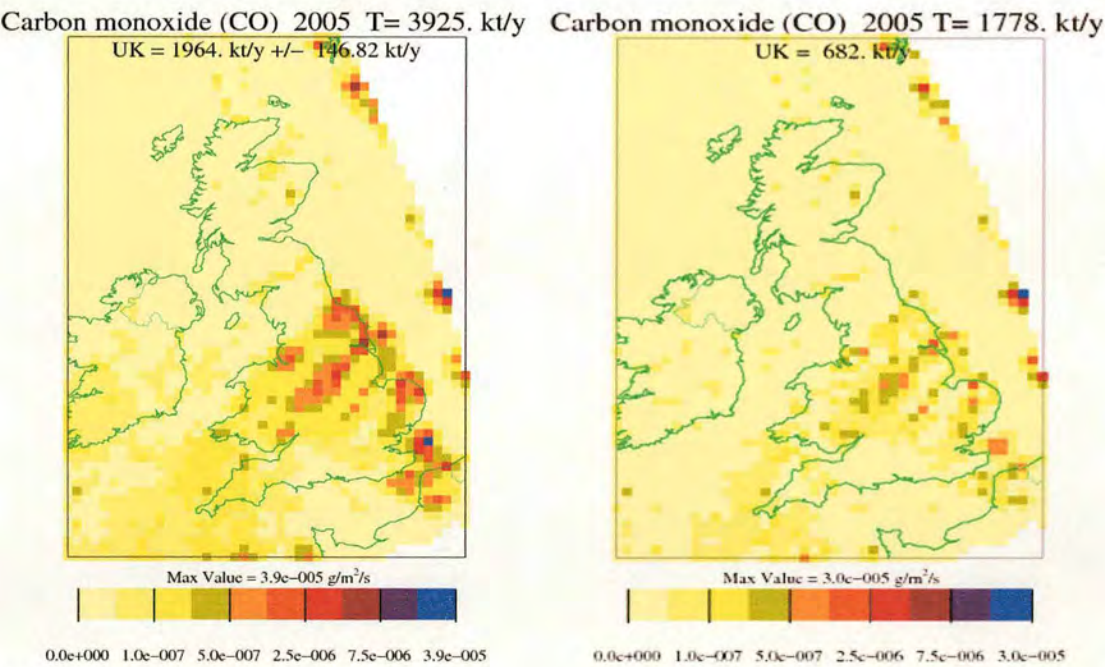 Carbon monoxide (CO) 2005 T= 3925. kt/y
UK = 1964. kt/y +/− 146.82 kt/y
Max Value = 3.9e−005 g/m²/s
0.0e+000 1.0e−007 5.0e−007 2.5e−006 7.5e−006 3.9e−005
Carbon monoxide (CO) 2005 T= 1778. kt/y
UK = 682. kt/y
Max Value = 3.0e−005 g/m²/s
0.0e+000 1.0e−007 5.0e−007 2.5e−006 7.5e−006 3.0e−005